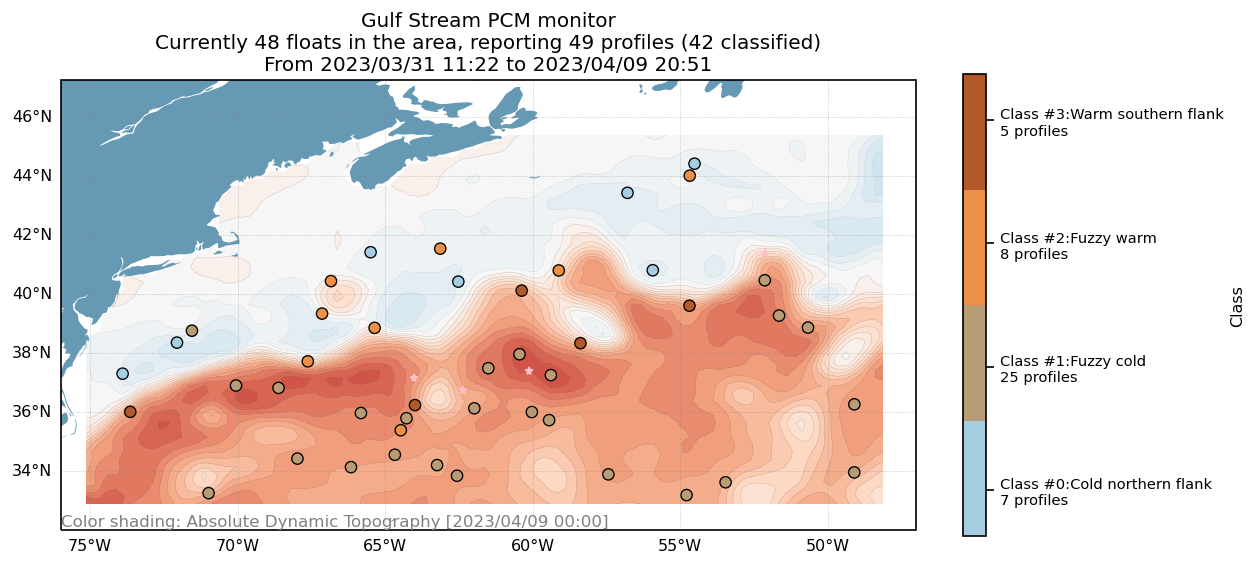 Gulf Stream PCM monitor
Currently 48 floats in the area, reporting 49 profiles (42 classified)
From 2023/03/31 11:22 to 2023/04/09 20:51
46°N
44°N
42°N
40°N
38°N
36°N
34°N
Color shading: Absolute Dynamic Topography [2023/04/09 00:00]
75°W
70°W
65°W
60°W
55°W
50°W
Class #3:Warm southern flank
5 profiles
Class #2:Fuzzy warm
8 profiles
Class #1:Fuzzy cold
25 profiles
Class #0:Cold northern flank
7 profiles
Class